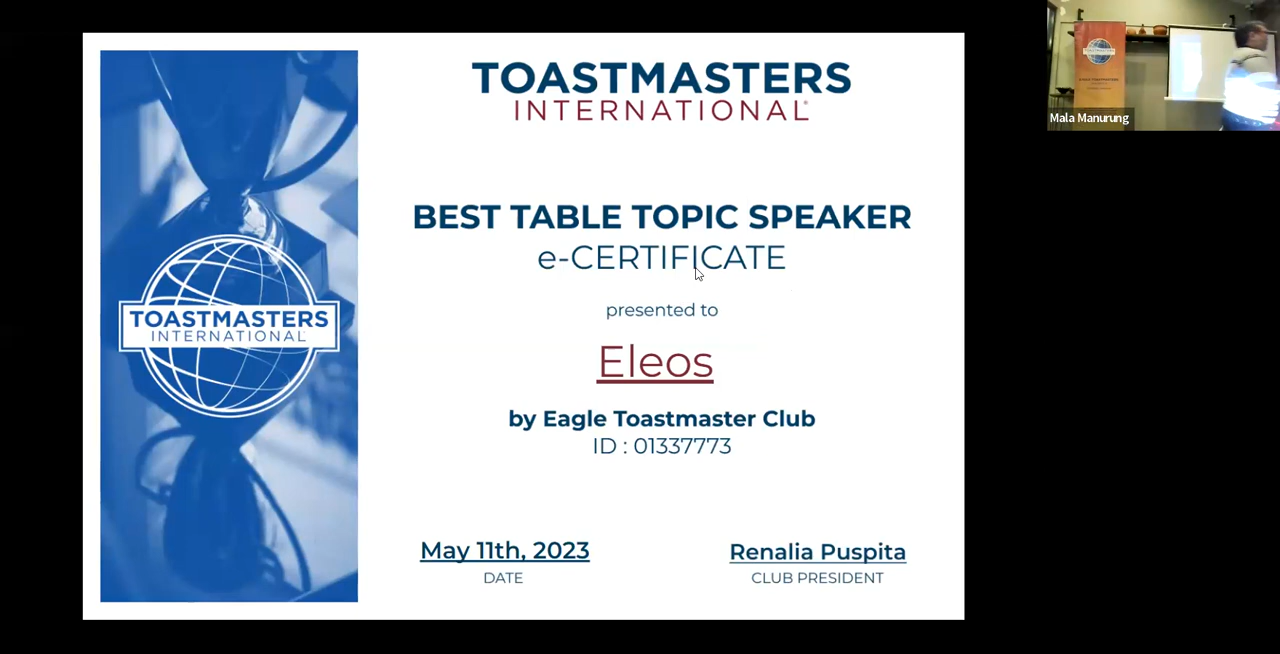 TOASTMASTERS
INTERNATIONAL
BEST TABLE TOPIC SPEAKER
e-CERTIFICATE
presented to
Eleos
by Eagle Toastmaster Club
ID : 01337773
May 11th, 2023
DATE
Renalia Puspita
CLUB PRESIDENT
TOASTMASTERS
INTERNATIONAL
Mala Manurung